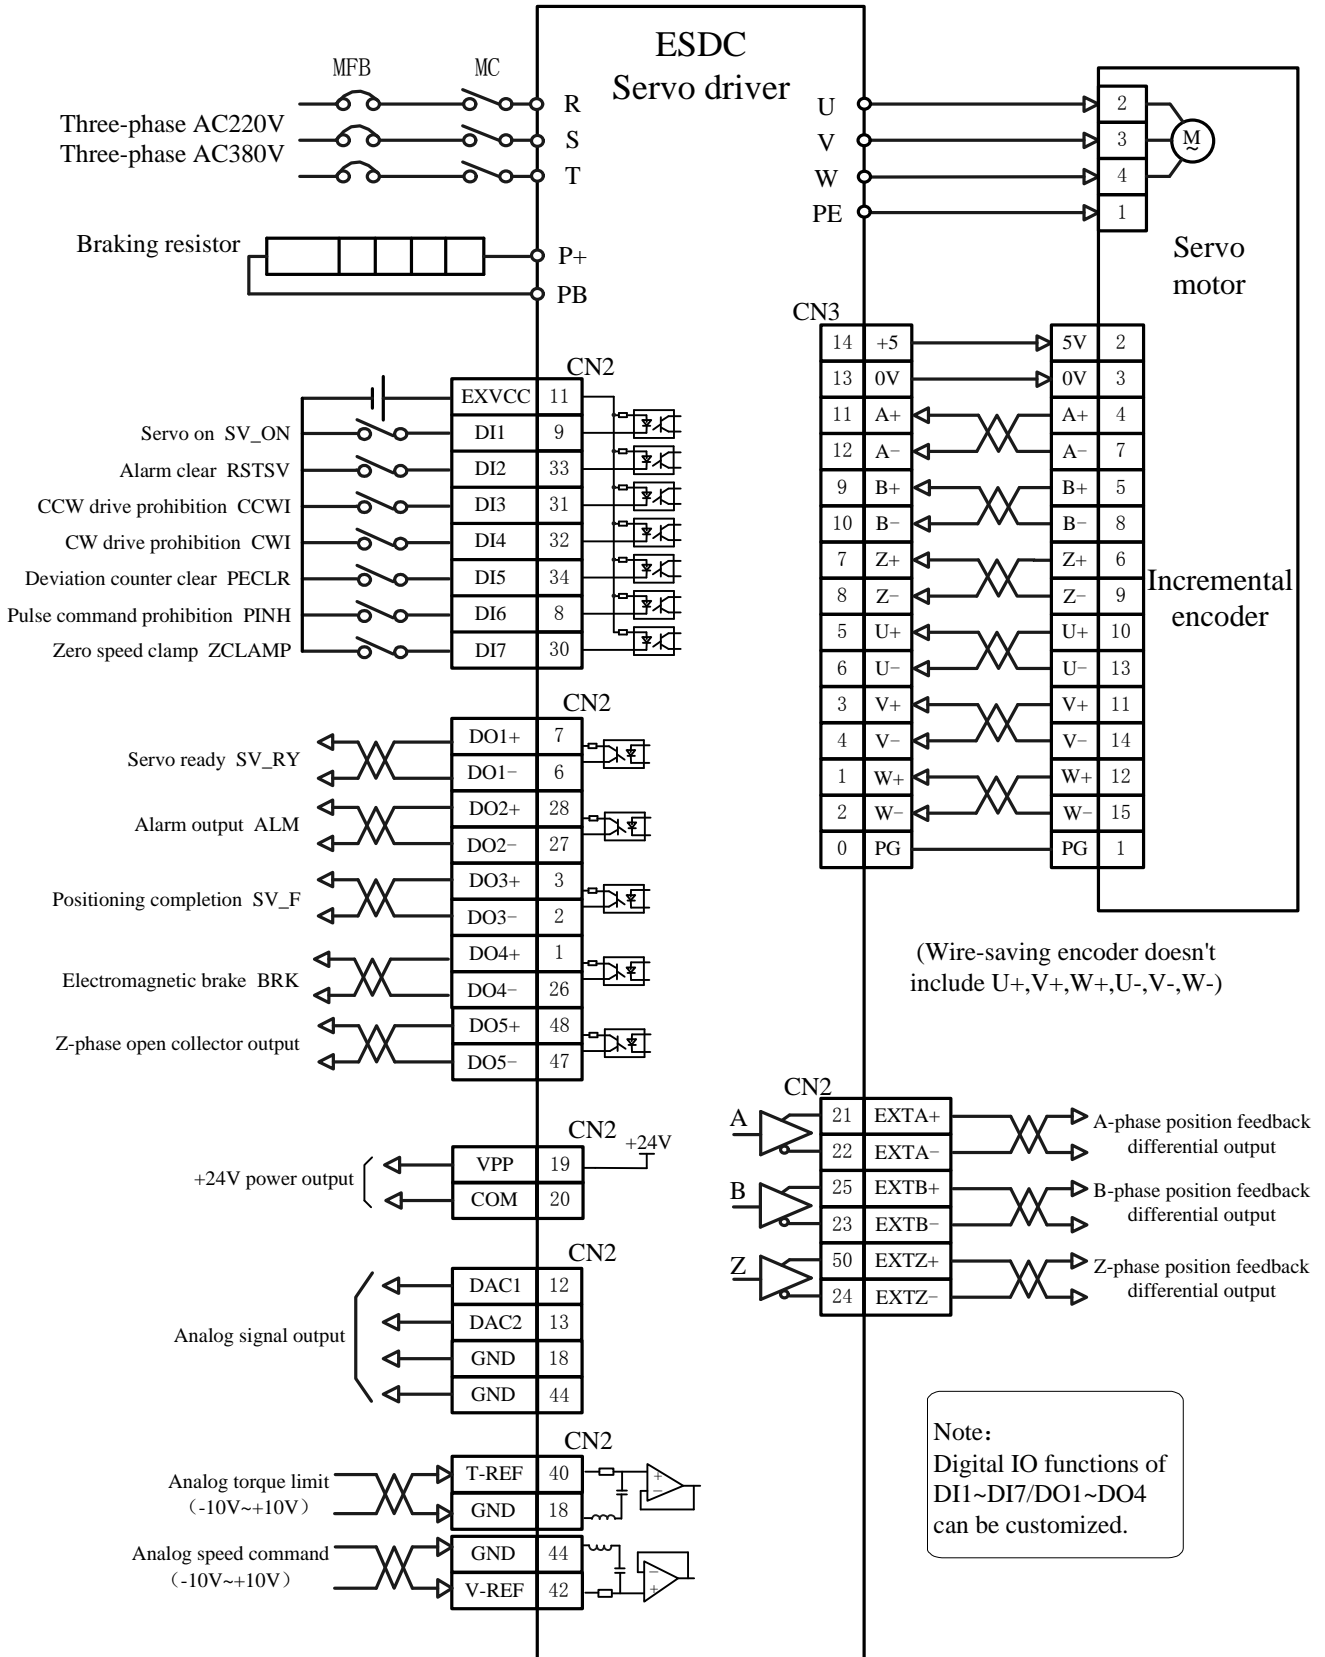 ESDC
Servo driver
MFB MC
R
S
T
Three-phase AC220V
Three-phase AC380V
U
V
W
PE
2
3
4
1
M
~
Servo
motor
Braking resistor
P+
PB
CN2
EXVCC 11
Servo on SV_ON DI1 9
Alarm clear RSTSV DI2 33
CCW drive prohibition CCWI DI3 31
CW drive prohibition CWI DI4 32
Deviation counter clear PECLR DI5 34
Pulse command prohibition PINH DI6 8
Zero speed clamp ZCLAMP DI7 30
CN3
14 +5 5V 2
13 0V 0V 3
11 A+ A+ 4
12 A- A- 7
9 B+ B+ 5
10 B- B- 8
7 Z+ Z+ 6
8 Z- Z- 9
5 U+ U+ 10
6 U- U- 13
3 V+ V+ 11
4 V- V- 14
1 W+ W+ 12
2 W- W- 15
0 PG PG 1
Incremental
encoder
(Wire-saving encoder doesn't
include U+,V+,W+,U-,V-,W-)
CN2
Servo ready SV_RY
DO1+ 7
DO1- 6
Alarm output ALM
DO2+ 28
DO2- 27
Positioning completion SV_F
DO3+ 3
DO3- 2
Electromagnetic brake BRK
DO4+ 1
DO4- 26
Z-phase open collector output
DO5+ 48
DO5- 47
CN2
A
21 EXTA+
22 EXTA-
A-phase position feedback
differential output
B
25 EXTB+
23 EXTB-
B-phase position feedback
differential output
Z
50 EXTZ+
24 EXTZ-
Z-phase position feedback
differential output
CN2
+24V
+24V power output
VPP 19
COM 20
CN2
Analog signal output
DAC1 12
DAC2 13
GND 18
GND 44
CN2
Analog torque limit
（-10V~+10V）
T-REF 40
GND 18
+
-
Analog speed command
（-10V~+10V）
GND 44
V-REF 42
-
+
Note：
Digital IO functions of
DI1~DI7/DO1~DO4
can be customized.